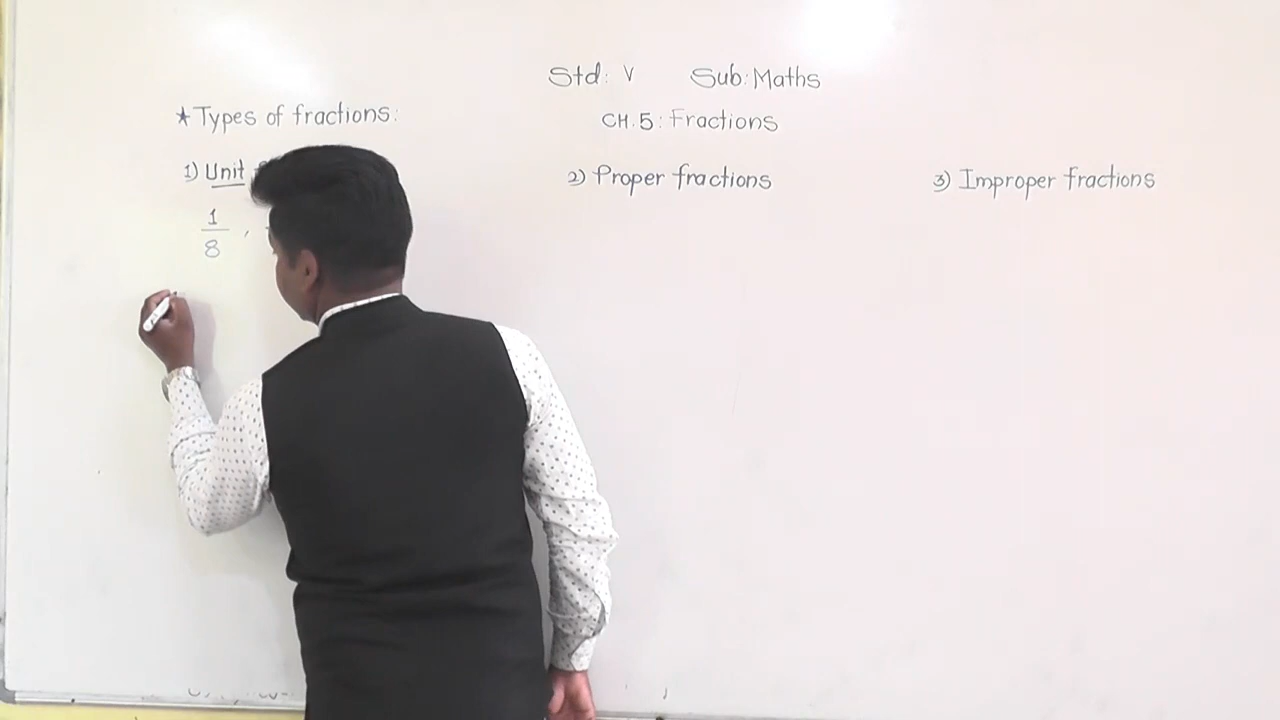 Std: V Sub: Maths
CH.5: Fractions
★ Types of fractions:
1) Unit
2) Proper fractions
3) Improper fractions
1/8 ,